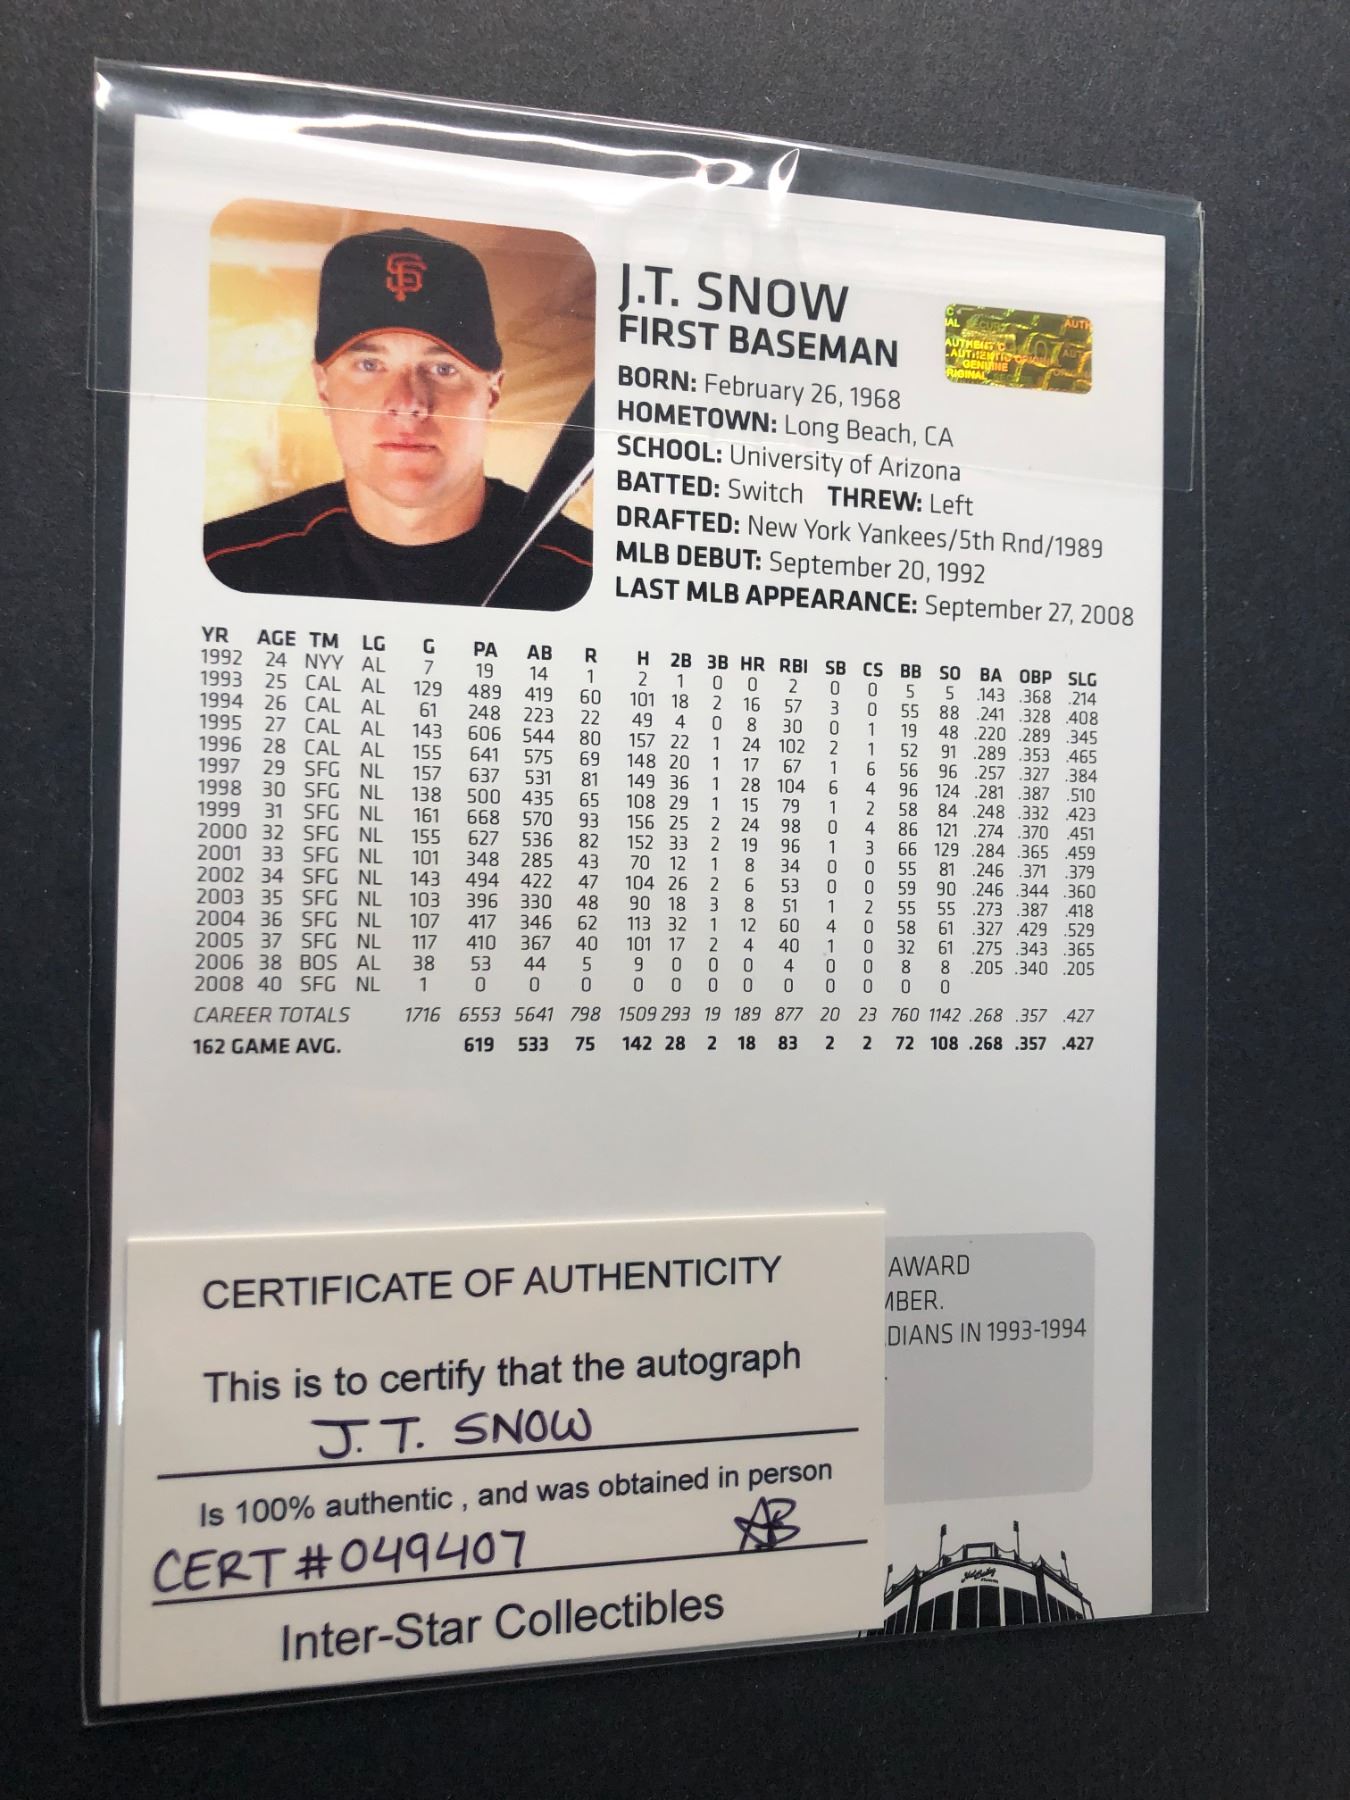 SF
J.T. SNOW
FIRST BASEMAN
BORN: February 26, 1968
HOMETOWN: Long Beach, CA
SCHOOL: University of Arizona
BATTED: Switch THREW: Left
DRAFTED: New York Yankees/5th Rnd/1989
MLB DEBUT: September 20, 1992
LAST MLB APPEARANCE: September 27, 2008
AUTHENTIC
GENUINE
YR AGE TM LG G PA AB R H 2B 3B HR RBI SB CS BB SO BA OBP SLG
1992 24 NYY AL 7 19 14 1 2 1 0 0 2 0 0 5 5 .143 .368 .214
1993 25 CAL AL 129 489 419 60 101 18 2 16 57 3 0 55 88 .241 .328 .408
1994 26 CAL AL 61 248 223 22 49 4 0 8 30 0 1 19 48 .220 .289 .345
1995 27 CAL AL 143 606 544 80 157 22 1 24 102 2 1 52 91 .289 .353 .465
1996 28 CAL AL 155 641 575 69 148 20 1 17 67 1 6 56 96 .257 .327 .384
1997 29 SFG NL 157 637 531 81 149 36 1 28 104 6 4 96 124 .281 .387 .510
1998 30 SFG NL 138 500 435 65 108 29 1 15 79 1 2 58 84 .248 .332 .423
1999 31 SFG NL 161 668 570 93 156 25 2 24 98 0 4 86 121 .274 .370 .451
2000 32 SFG NL 155 627 536 82 152 33 2 19 96 1 3 66 129 .284 .365 .459
2001 33 SFG NL 101 348 285 43 70 12 1 8 34 0 0 55 81 .246 .371 .379
2002 34 SFG NL 143 494 422 47 104 26 2 6 53 0 0 59 90 .246 .344 .360
2003 35 SFG NL 103 396 330 48 90 18 3 8 51 1 2 55 55 .273 .387 .418
2004 36 SFG NL 107 417 346 62 113 32 1 12 60 4 0 58 61 .327 .429 .529
2005 37 SFG NL 117 410 367 40 101 17 2 4 40 1 0 32 61 .275 .343 .365
2006 38 BOS AL 38 53 44 5 9 0 0 0 4 0 0 8 8 .205 .340 .205
2008 40 SFG NL 1 0 0 0 0 0 0 0 0 0 0 0 0
CAREER TOTALS 1716 6553 5641 798 1509 293 19 189 877 20 23 760 1142 .268 .357 .427
162 GAME AVG. 619 533 75 142 28 2 18 83 2 2 72 108 .268 .357 .427
AWARD
MBER.
DIANS IN 1993-1994
CERTIFICATE OF AUTHENTICITY
This is to certify that the autograph
J.T. SNOW
Is 100% authentic , and was obtained in person
CERT #049407 AB
Inter-Star Collectibles